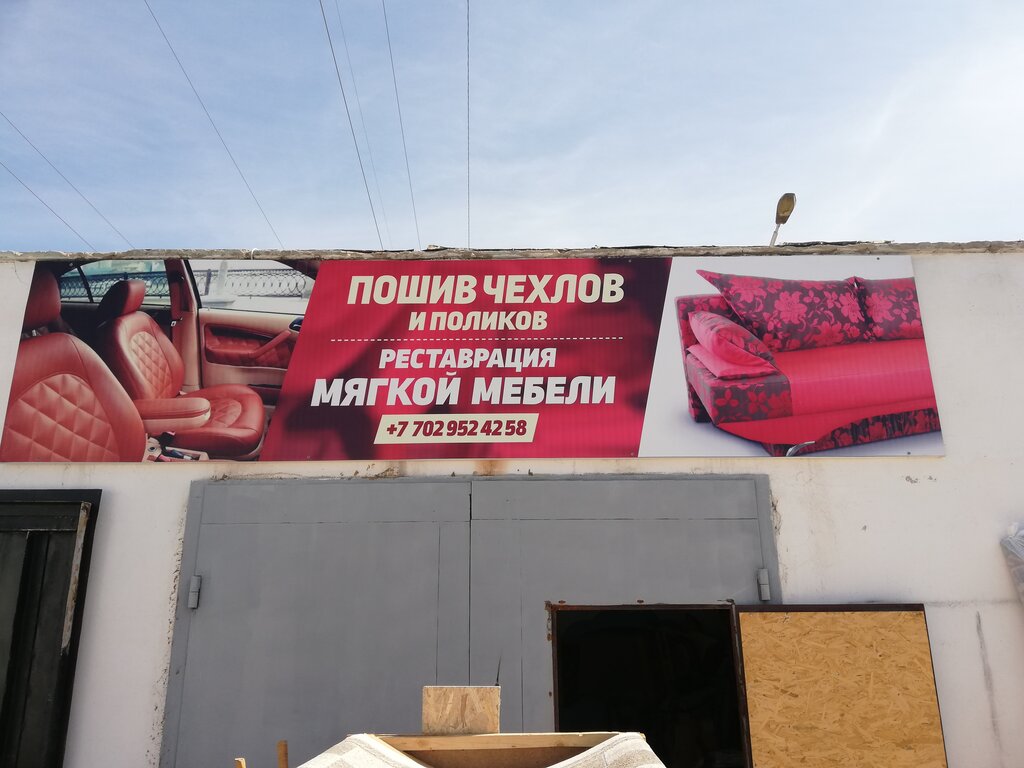 ПОШИВ ЧЕХЛОВ
И ПОЛИКОВ
РЕСТАВРАЦИЯ
МЯГКОЙ МЕБЕЛИ
+7 702 952 42 58